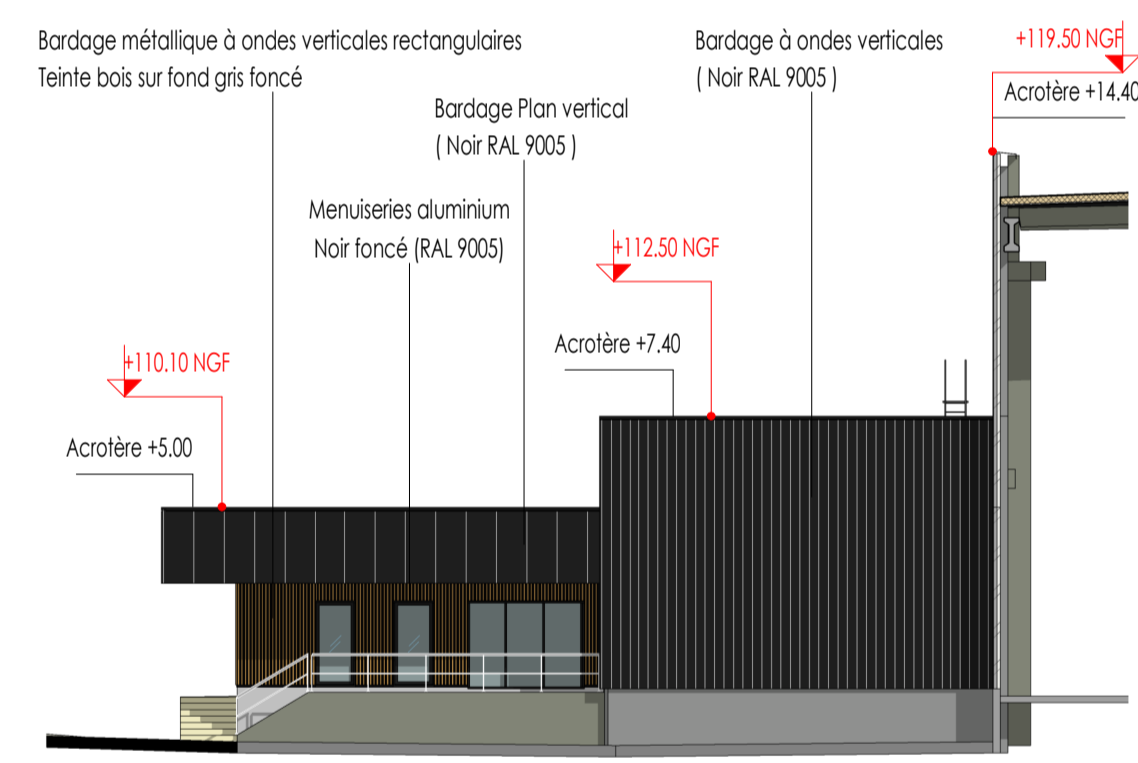 Bardage métallique à ondes verticales rectangulaires
Teinte bois sur fond gris foncé
Bardage à ondes verticales
( Noir RAL 9005 )
+119.50 NGF
Acrotère +14.40
Bardage Plan vertical
( Noir RAL 9005 )
Menuiseries aluminium
Noir foncé (RAL 9005)
+112.50 NGF
Acrotère +7.40
+110.10 NGF
Acrotère +5.00